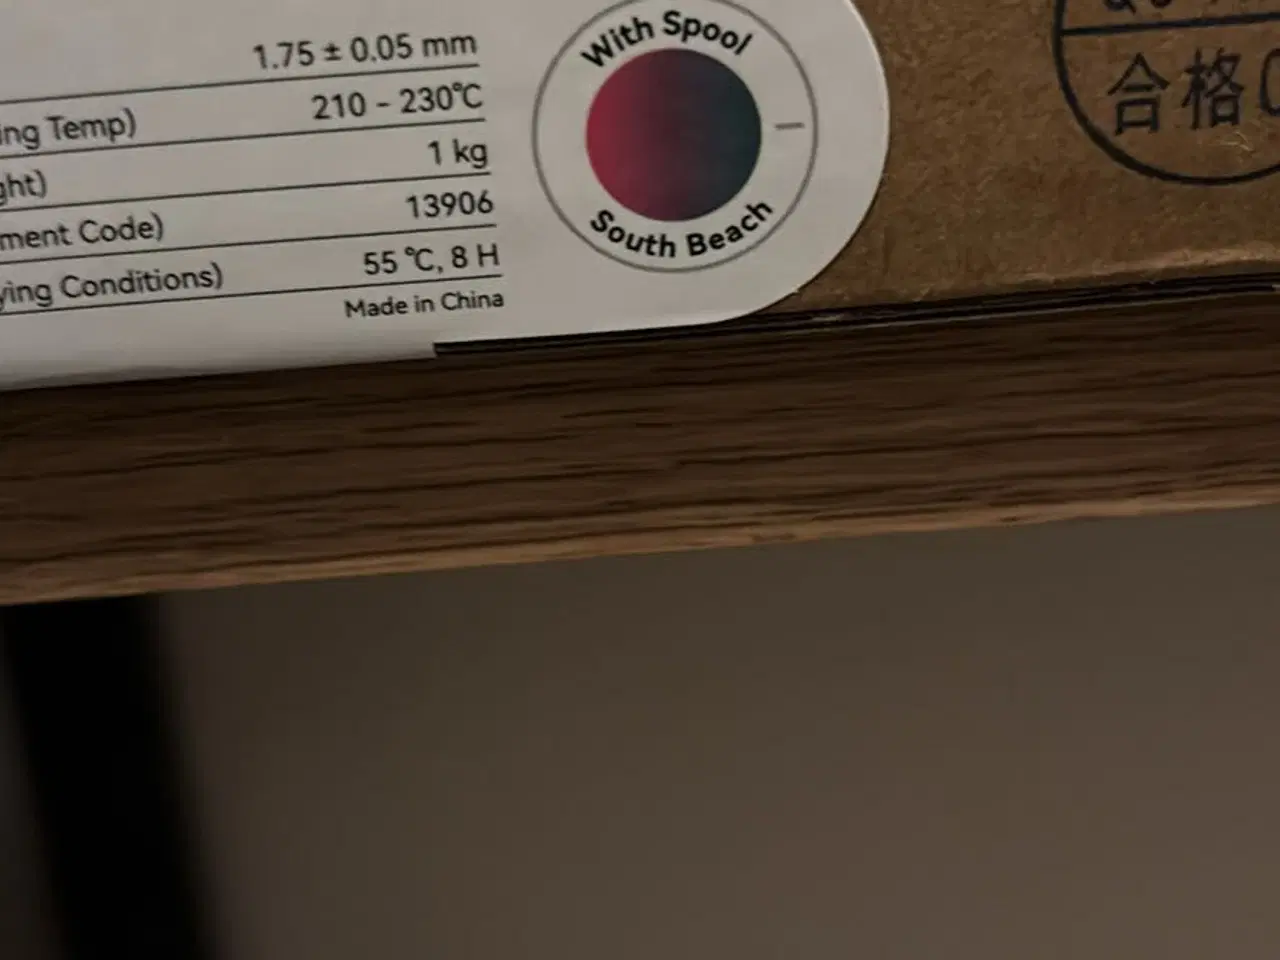 1.75 ± 0.05 mm
ing Temp) 210 - 230℃
ght) 1 kg
ment Code) 13906
ying Conditions) 55 ℃, 8 H
Made in China
With Spool
South Beach
合格